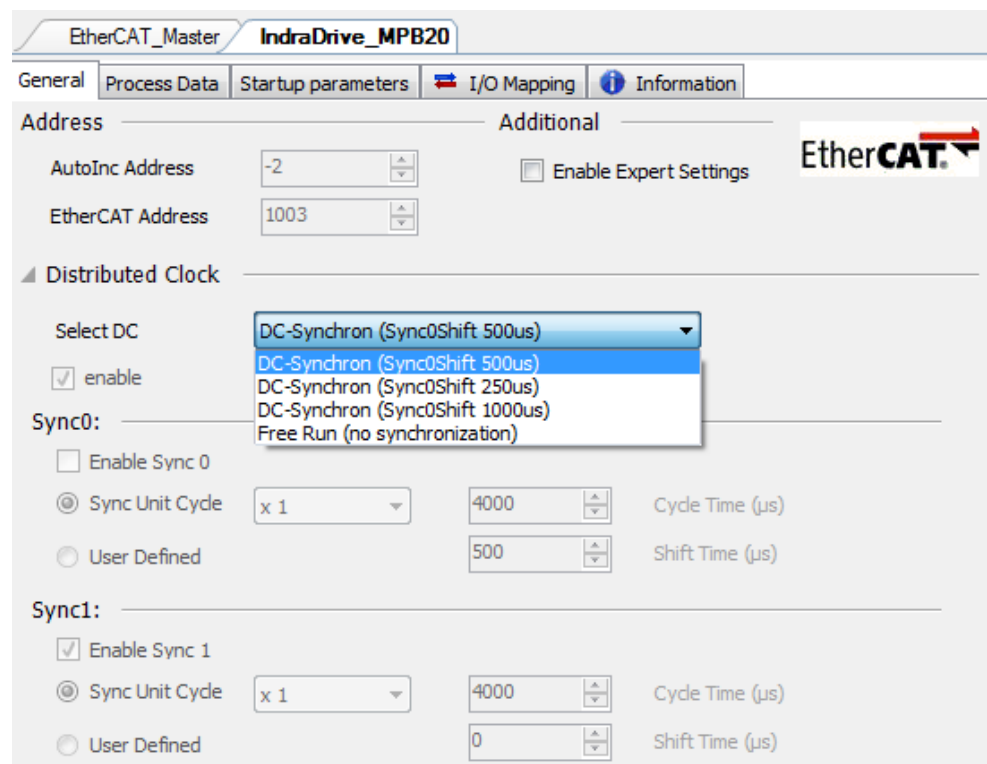 EtherCAT_Master IndraDrive_MPB20
General Process Data Startup parameters I/O Mapping Information
Address Additional
AutoInc Address -2 Enable Expert Settings
EtherCAT Address 1003
EtherCAT.
Distributed Clock
Select DC DC-Synchron (Sync0Shift 500us)
DC-Synchron (Sync0Shift 500us)
enable DC-Synchron (Sync0Shift 250us)
DC-Synchron (Sync0Shift 1000us)
Sync0: Free Run (no synchronization)
Enable Sync 0
Sync Unit Cycle x 1 4000 Cycle Time (µs)
User Defined 500 Shift Time (µs)
Sync1:
Enable Sync 1
Sync Unit Cycle x 1 4000 Cycle Time (µs)
User Defined 0 Shift Time (µs)